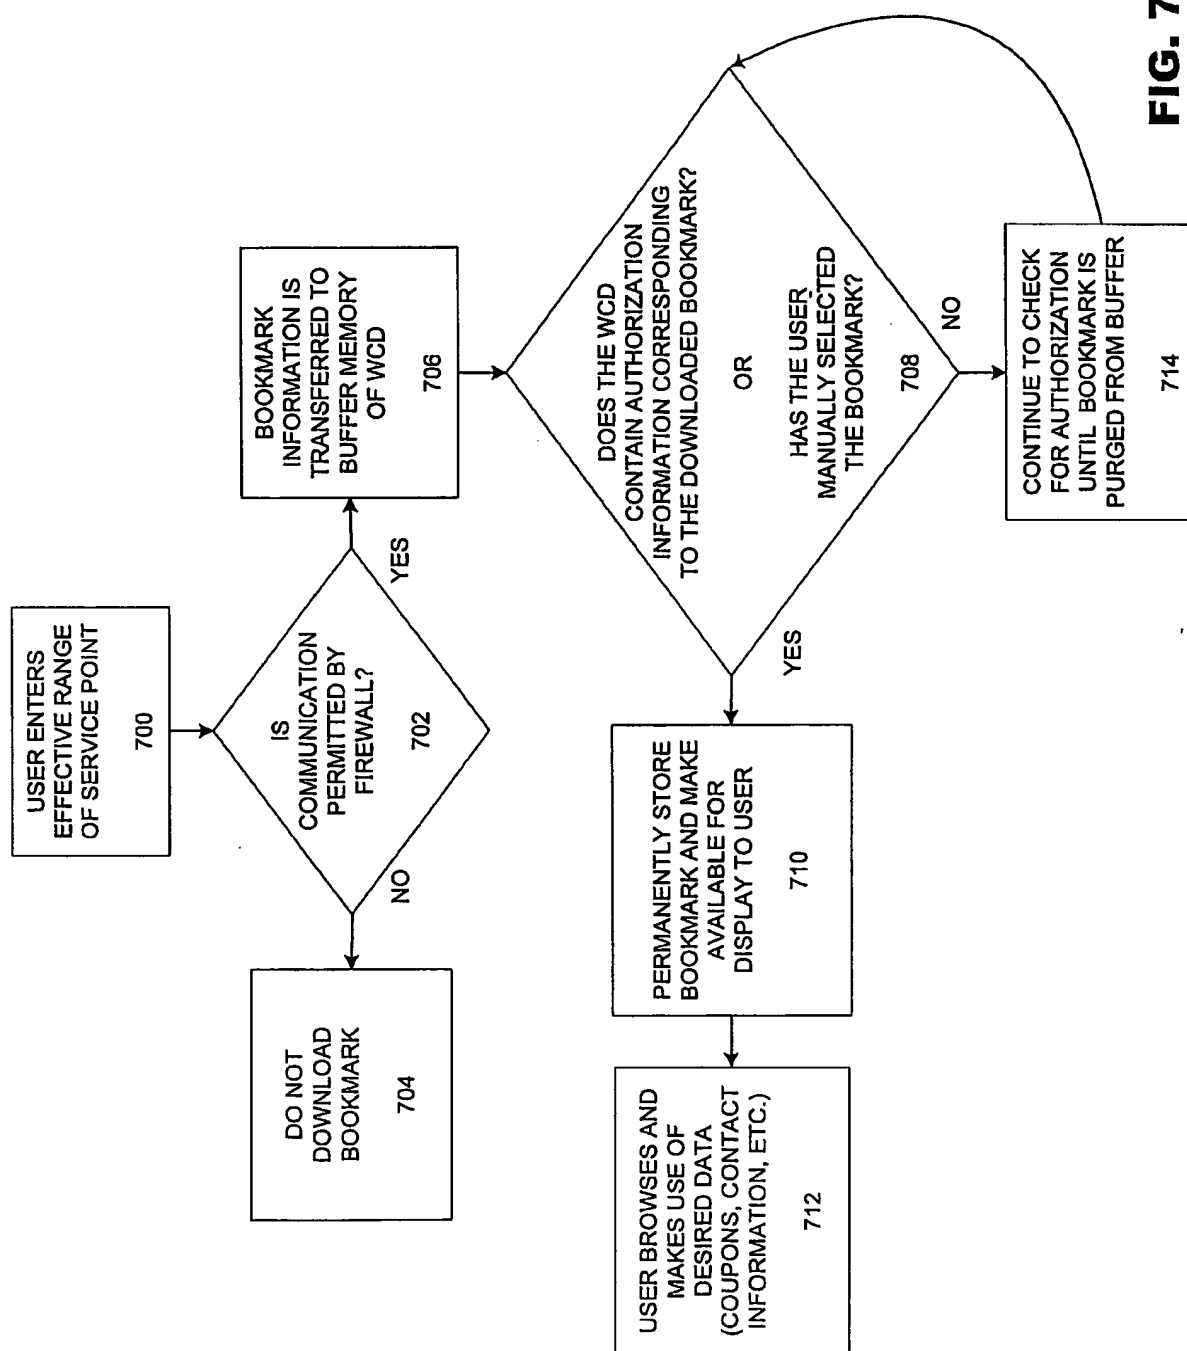 USER ENTERS
EFFECTIVE RANGE
OF SERVICE POINT
700
IS
COMMUNICATION
PERMITTED BY
FIREWALL?
702
NO
YES
DO NOT
DOWNLOAD
BOOKMARK
704
BOOKMARK
INFORMATION IS
TRANSFERRED TO
BUFFER MEMORY
OF WCD
706
DOES THE WCD
CONTAIN AUTHORIZATION
INFORMATION CORRESPONDING
TO THE DOWNLOADED BOOKMARK?
OR
HAS THE USER
MANUALLY SELECTED
THE BOOKMARK?
708
YES
NO
PERMANENTLY STORE
BOOKMARK AND MAKE
AVAILABLE FOR
DISPLAY TO USER
710
USER BROWSES AND
MAKES USE OF
DESIRED DATA
(COUPONS, CONTACT
INFORMATION, ETC.)
712
CONTINUE TO CHECK
FOR AUTHORIZATION
UNTIL BOOKMARK IS
PURGED FROM BUFFER
714
FIG. 7